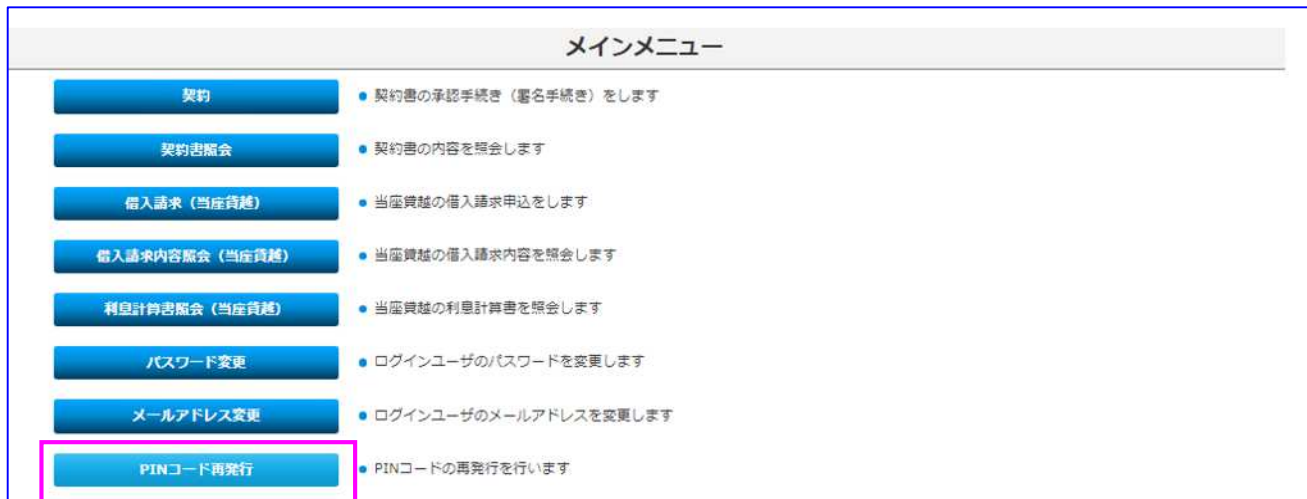 メインメニュー
契約 ● 契約書の承認手続き（署名手続き）をします
契約書照会 ● 契約書の内容を照会します
借入請求（当座貸越） ● 当座貸越の借入請求申込をします
借入請求内容照会（当座貸越） ● 当座貸越の借入請求内容を照会します
利息計算書照会（当座貸越） ● 当座貸越の利息計算書を照会します
パスワード変更 ● ログインユーザのパスワードを変更します
メールアドレス変更 ● ログインユーザのメールアドレスを変更します
PINコード再発行 ● PINコードの再発行を行います